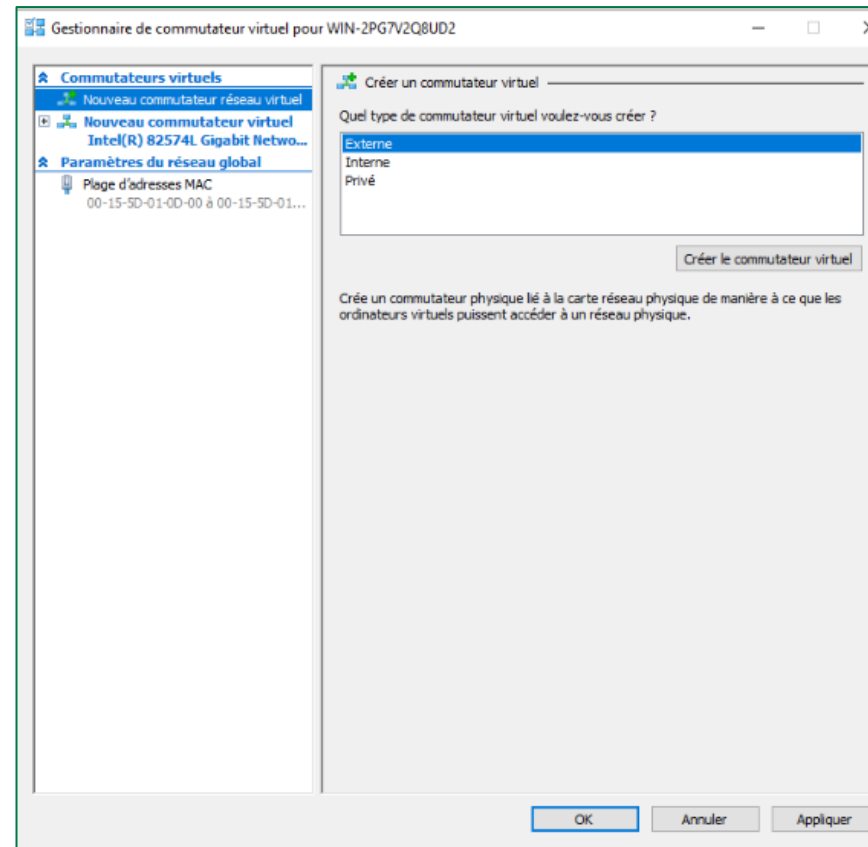 Gestionnaire de commutateur virtuel pour WIN-2PG7V2Q8UD2
Commutateurs virtuels
Nouveau commutateur réseau virtuel
Nouveau commutateur virtuel
Intel(R) 82574L Gigabit Netwo...
Paramètres du réseau global
Plage d'adresses MAC
00-15-5D-01-0D-00 à 00-15-5D-01...
Créer un commutateur virtuel
Quel type de commutateur virtuel voulez-vous créer ?
Externe
Interne
Privé
Créer le commutateur virtuel
Crée un commutateur physique lié à la carte réseau physique de manière à ce que les
ordinateurs virtuels puissent accéder à un réseau physique.
OK
Annuler
Appliquer